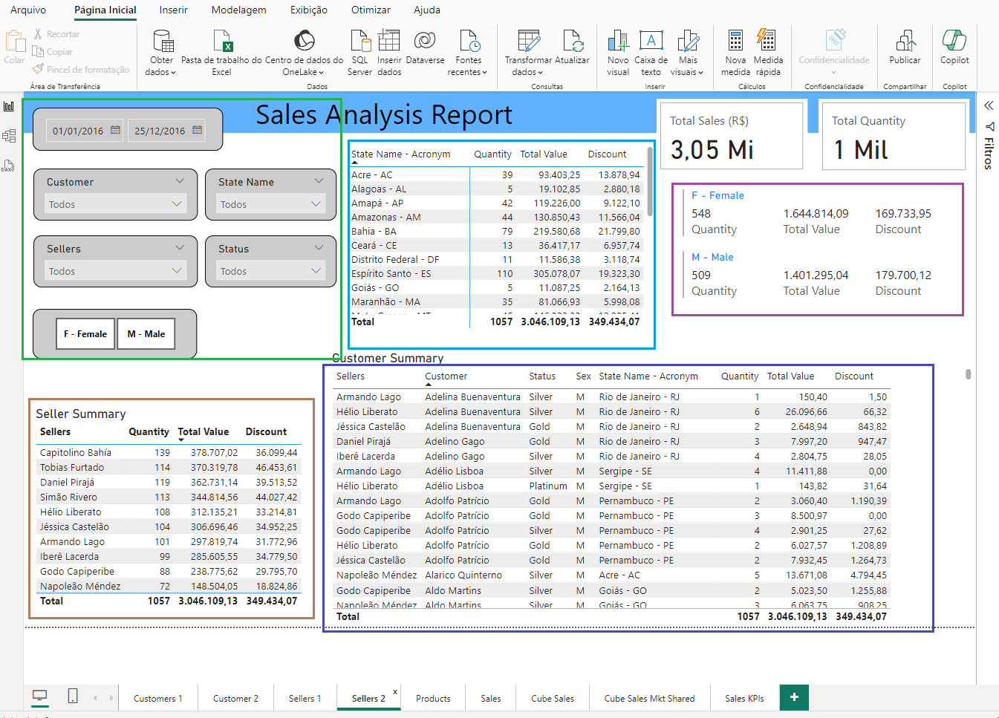 Arquivo Página Inicial Inserir Modelagem Exibição Otimizar Ajuda
Colar
Recortar
Copiar
Pincel de formatação
Área de Transferência
Obter dados
Pasta de trabalho do Excel
Centro de dados do OneLake
SQL Server
Inserir dados
Dataverse
Fontes recentes
Dados
Transformar dados
Atualizar
Consultas
Novo visual
Caixa de texto
Mais visuais
Inserir
Nova medida
Medida rápida
Cálculos
Confidencialidade
Confidencialidade
Publicar
Compartilhar
Copilot
Copilot
Sales Analysis Report
01/01/2016 25/12/2016
Customer
Todos
State Name
Todos
Sellers
Todos
Status
Todos
F - Female M - Male
Total Sales (R$)
3,05 Mi
Total Quantity
1 Mil
Filtros
State Name - Acronym Quantity Total Value Discount
Acre - AC 39 93.403,25 13.878,94
Alagoas - AL 5 19.102,85 2.880,18
Amapá - AP 42 119.226,00 9.122,10
Amazonas - AM 44 130.850,43 11.566,04
Bahia - BA 79 219.580,68 21.799,80
Ceará - CE 13 36.417,17 6.957,74
Distrito Federal - DF 11 11.586,38 3.118,74
Espírito Santo - ES 110 305.078,07 19.323,30
Goiás - GO 5 11.087,25 2.164,13
Maranhão - MA 35 81.066,93 5.998,08
Total 1057 3.046.109,13 349.434,07
F - Female
548 1.644.814,09 169.733,95
Quantity Total Value Discount
M - Male
509 1.401.295,04 179.700,12
Quantity Total Value Discount
Customer Summary
Sellers Customer Status Sex State Name - Acronym Quantity Total Value Discount
Armando Lago Adelina Buenaventura Silver M Rio de Janeiro - RJ 1 150,40 1,50
Hélio Liberato Adelina Buenaventura Silver M Rio de Janeiro - RJ 6 26.096,66 66,32
Jéssica Castelão Adelina Buenaventura Gold M Rio de Janeiro - RJ 2 2.648,94 843,82
Daniel Pirajá Adelino Gago Gold M Rio de Janeiro - RJ 3 7.997,20 947,47
Iberê Lacerda Adelino Gago Silver M Rio de Janeiro - RJ 4 2.804,75 28,05
Armando Lago Adélio Lisboa Silver M Sergipe - SE 4 11.411,88 0,00
Hélio Liberato Adélio Lisboa Platinum M Sergipe - SE 1 143,82 31,64
Armando Lago Adolfo Patrício Gold M Pernambuco - PE 2 3.060,40 1.190,39
Godo Capiperibe Adolfo Patrício Gold M Pernambuco - PE 3 8.500,97 0,00
Godo Capiperibe Adolfo Patrício Silver M Pernambuco - PE 4 2.901,25 27,62
Hélio Liberato Adolfo Patrício Gold M Pernambuco - PE 2 6.027,57 1.208,89
Jéssica Castelão Adolfo Patrício Gold M Pernambuco - PE 2 7.932,45 1.264,73
Napoleão Méndez Alarico Quinterno Silver M Acre - AC 5 13.671,08 4.794,45
Godo Capiperibe Aldo Martins Silver M Goiás - GO 2 5.023,50 1.255,88
Napoleão Méndez Aldo Martins Silver M Goiás - GO 3 6.063,75 908,25
Total 1057 3.046.109,13 349.434,07
Seller Summary
Sellers Quantity Total Value Discount
Capitolino Bahía 139 378.707,02 36.099,44
Tobias Furtado 114 370.319,78 46.453,61
Daniel Pirajá 119 362.731,14 39.513,52
Simão Rivero 113 344.814,56 44.027,42
Hélio Liberato 108 312.135,21 33.214,81
Jéssica Castelão 104 306.696,46 34.952,25
Armando Lago 101 297.819,74 31.772,96
Iberê Lacerda 99 285.605,55 34.779,50
Godo Capiperibe 88 238.775,62 29.795,70
Napoleão Méndez 72 148.504,05 18.824,86
Total 1057 3.046.109,13 349.434,07
Customers 1 Customer 2 Sellers 1 Sellers 2 x Products Sales Cube Sales Cube Sales Mkt Shared Sales KPIs +